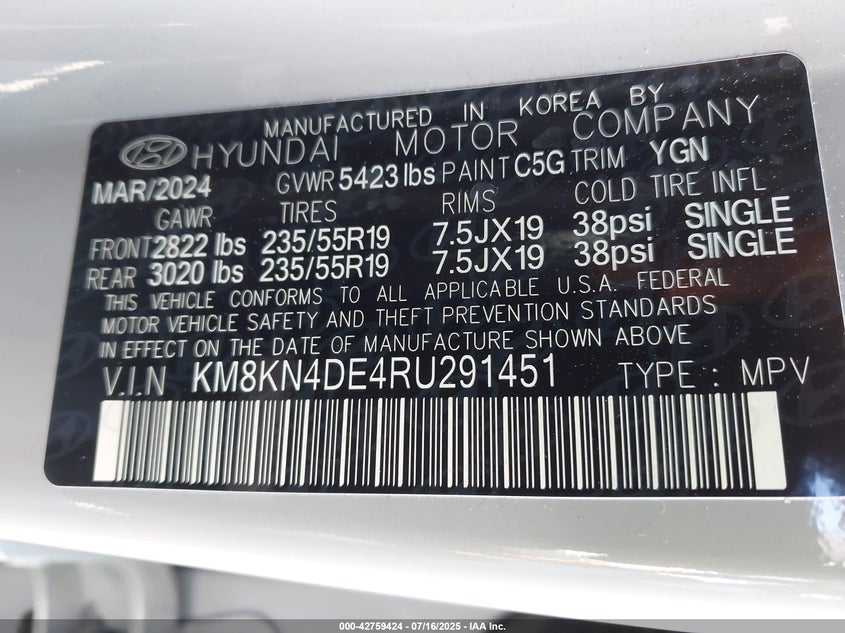 MANUFACTURED IN KOREA BY
HYUNDAI MOTOR COMPANY
MAR/2024 GVWR 5423 lbs PAINT C5G TRIM YGN
GAWR TIRES RIMS COLD TIRE INFL
FRONT 2822 lbs 235/55R19 7.5JX19 38psi SINGLE
REAR 3020 lbs 235/55R19 7.5JX19 38psi SINGLE
THIS VEHICLE CONFORMS TO ALL APPLICABLE U.S.A. FEDERAL
MOTOR VEHICLE SAFETY AND THEFT PREVENTION STANDARDS
IN EFFECT ON THE DATE OF MANUFACTURE SHOWN ABOVE
V.I.N KM8KN4DE4RU291451 TYPE : MPV
000-42759424 - 07/16/2025 - IAA Inc.